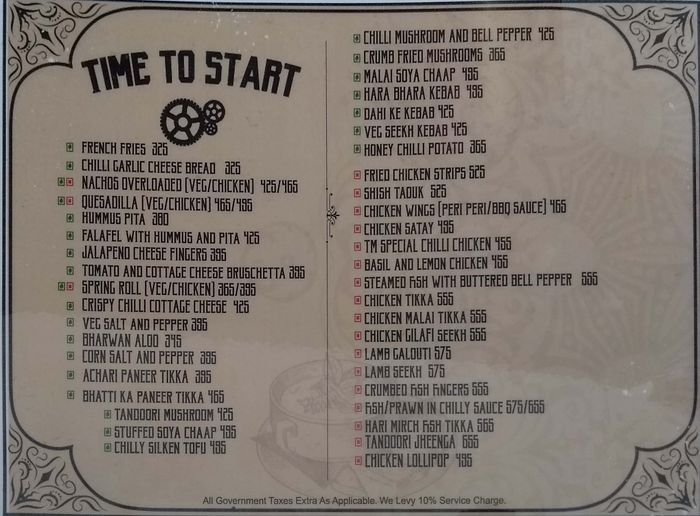 TIME TO START
FRENCH FRIES 325
CHILLI GARLIC CHEESE BREAD 325
NACHOS OVERLOADED (VEG/CHICKEN) 425/465
QUESADILLA (VEG/CHICKEN) 465/495
HUMMUS PITA 380
FALAFEL WITH HUMMUS AND PITA 425
JALAPENO CHEESE FINGERS 395
TOMATO AND COTTAGE CHEESE BRUSCHETTA 395
SPRING ROLL (VEG/CHICKEN) 365/395
CRISPY CHILLI COTTAGE CHEESE 425
VEG SALT AND PEPPER 395
BHARWAN ALOO 345
CORN SALT AND PEPPER 395
ACHARI PANEER TIKKA 395
BHATTI KA PANEER TIKKA 465
TANDOORI MUSHROOM 425
STUFFED SOYA CHAAP 495
CHILLY SILKEN TOFU 495
CHILLI MUSHROOM AND BELL PEPPER 425
CRUMB FRIED MUSHROOMS 365
MALAI SOYA CHAAP 495
HARA BHARA KEBAB 495
DAHI KE KEBAB 425
VEG SEEKH KEBAB 425
HONEY CHILLI POTATO 365
FRIED CHICKEN STRIPS 525
SHISH TAOUK 525
CHICKEN WINGS (PERI PERI/BBQ SAUCE) 465
CHICKEN SATAY 495
TM SPECIAL CHILLI CHICKEN 455
BASIL AND LEMON CHICKEN 455
STEAMED FISH WITH BUTTERED BELL PEPPER 555
CHICKEN TIKKA 555
CHICKEN MALAI TIKKA 555
CHICKEN GILAFI SEEKH 555
LAMB GALOUTI 575
LAMB SEEKH 575
CRUMBED FISH FINGERS 555
FISH/PRAWN IN CHILLY SAUCE 575/655
HARI MIRCH FISH TIKKA 565
TANDOORI JHEENGA 655
CHICKEN LOLLIPOP 495
All Government Taxes Extra As Applicable. We Levy 10% Service Charge.